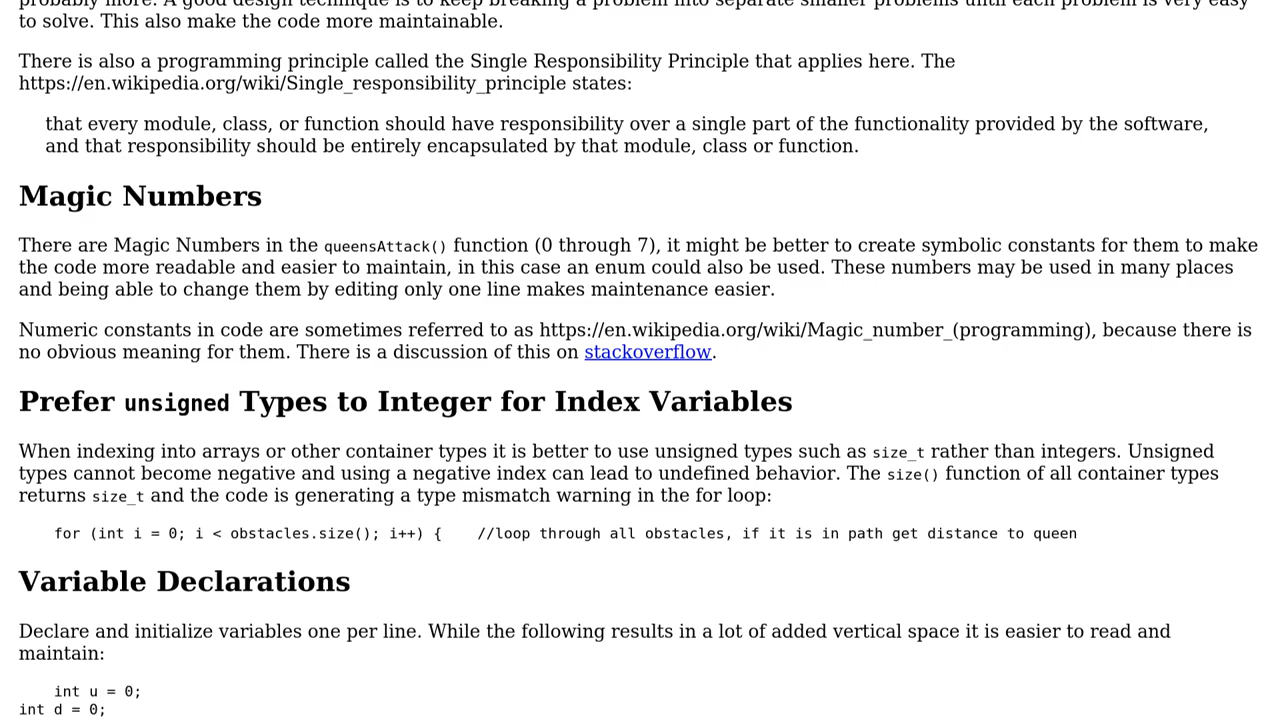 probably more. A good design technique is to keep breaking a problem into separate smaller problems until each problem is very easy
to solve. This also make the code more maintainable.
There is also a programming principle called the Single Responsibility Principle that applies here. The
https://en.wikipedia.org/wiki/Single_responsibility_principle states:
that every module, class, or function should have responsibility over a single part of the functionality provided by the software,
and that responsibility should be entirely encapsulated by that module, class or function.
Magic Numbers
There are Magic Numbers in the queensAttack() function (0 through 7), it might be better to create symbolic constants for them to make
the code more readable and easier to maintain, in this case an enum could also be used. These numbers may be used in many places
and being able to change them by editing only one line makes maintenance easier.
Numeric constants in code are sometimes referred to as https://en.wikipedia.org/wiki/Magic_number_(programming), because there is
no obvious meaning for them. There is a discussion of this on stackoverflow.
Prefer unsigned Types to Integer for Index Variables
When indexing into arrays or other container types it is better to use unsigned types such as size_t rather than integers. Unsigned
types cannot become negative and using a negative index can lead to undefined behavior. The size() function of all container types
returns size_t and the code is generating a type mismatch warning in the for loop:
for (int i = 0; i < obstacles.size(); i++) {    //loop through all obstacles, if it is in path get distance to queen
Variable Declarations
Declare and initialize variables one per line. While the following results in a lot of added vertical space it is easier to read and
maintain:
int u = 0;
int d = 0;